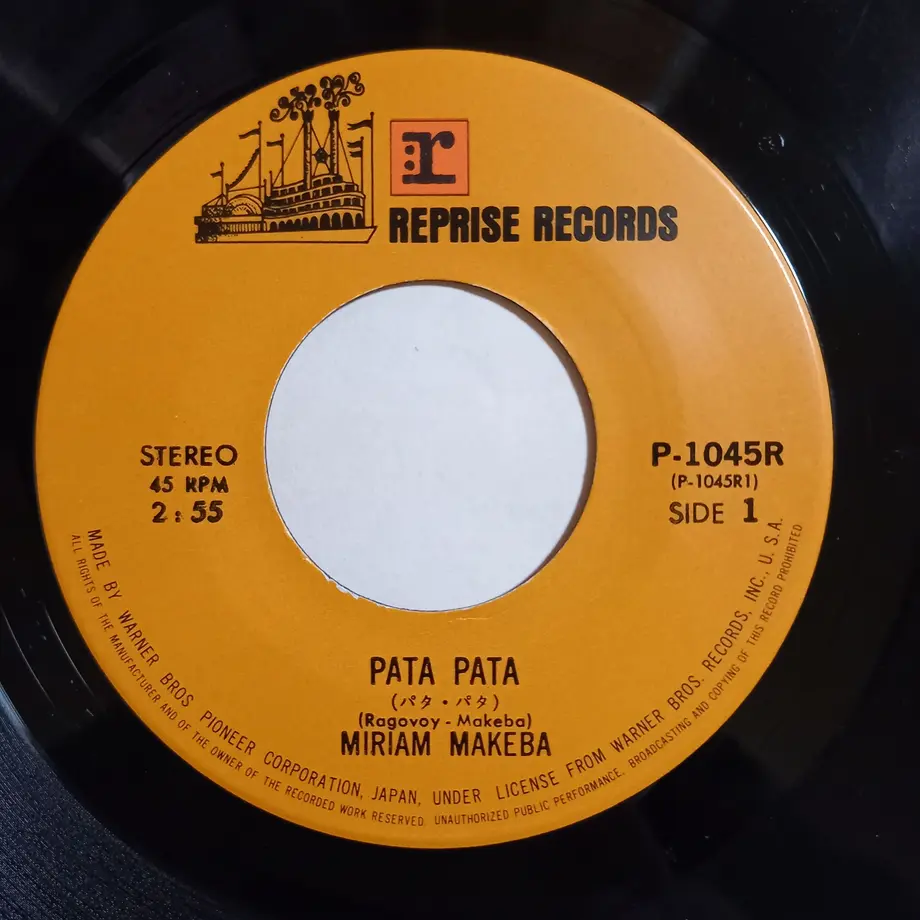 r
REPRISE RECORDS
STEREO
45 RPM
2:55
P-1045R
(P-1045R1)
SIDE 1
PATA PATA
(パタ・パタ)
(Ragovoy - Makeba)
MIRIAM MAKEBA
MADE BY WARNER BROS PIONEER CORPORATION, JAPAN, UNDER LICENSE FROM WARNER BROS. RECORDS, INC., U. S. A.
ALL RIGHTS OF THE MANUFACTURER AND OF THE OWNER OF THE RECORDED WORK RESERVED. UNAUTHORIZED PUBLIC PERFORMANCE, BROADCASTING AND COPYING OF THIS RECORD PROHIBITED